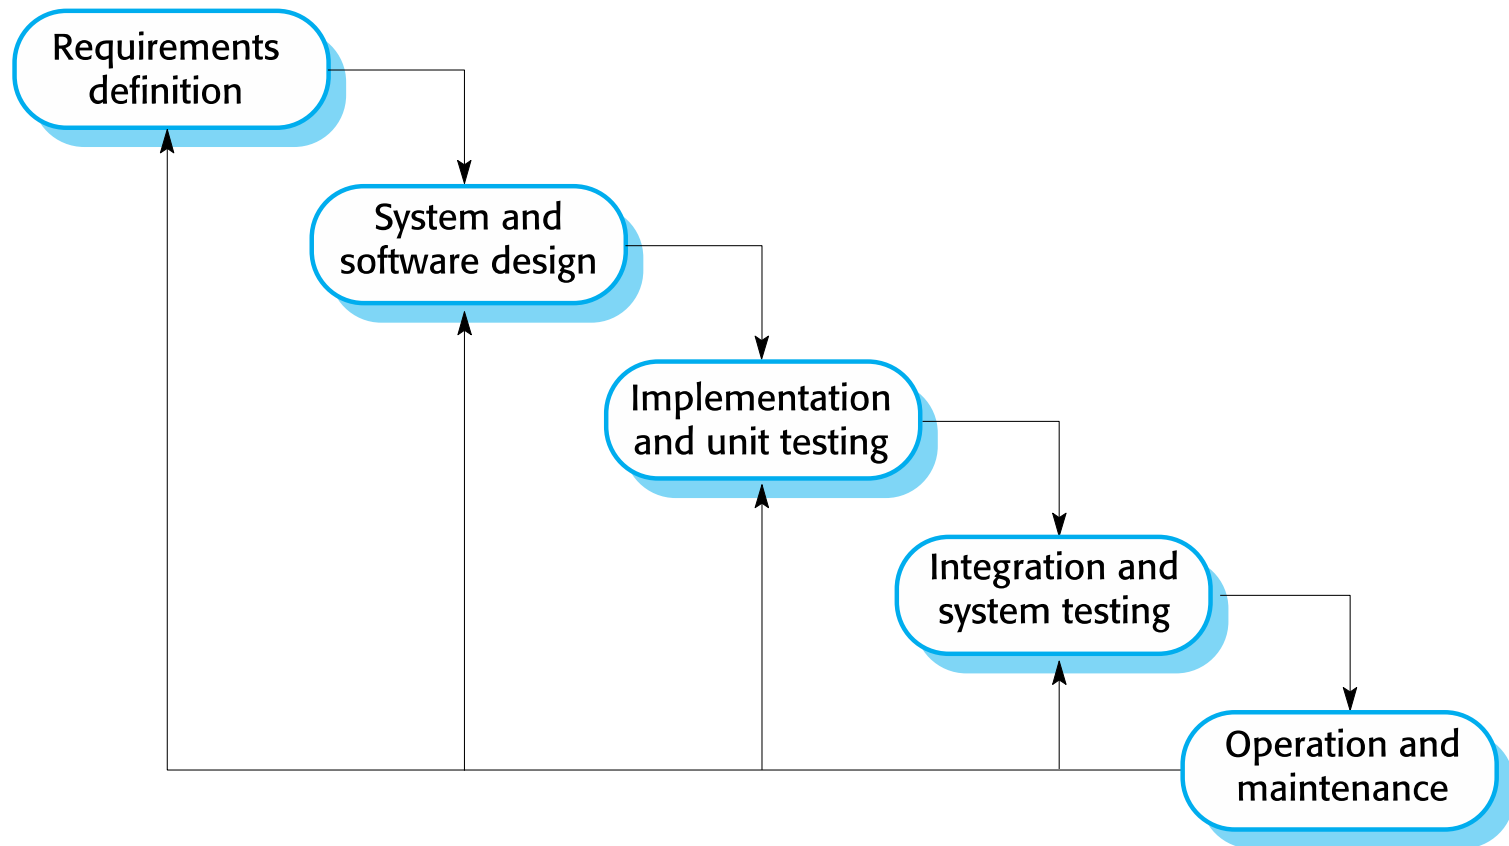 Requirements
definition
System and
software design
Implementation
and unit testing
Integration and
system testing
Operation and
maintenance